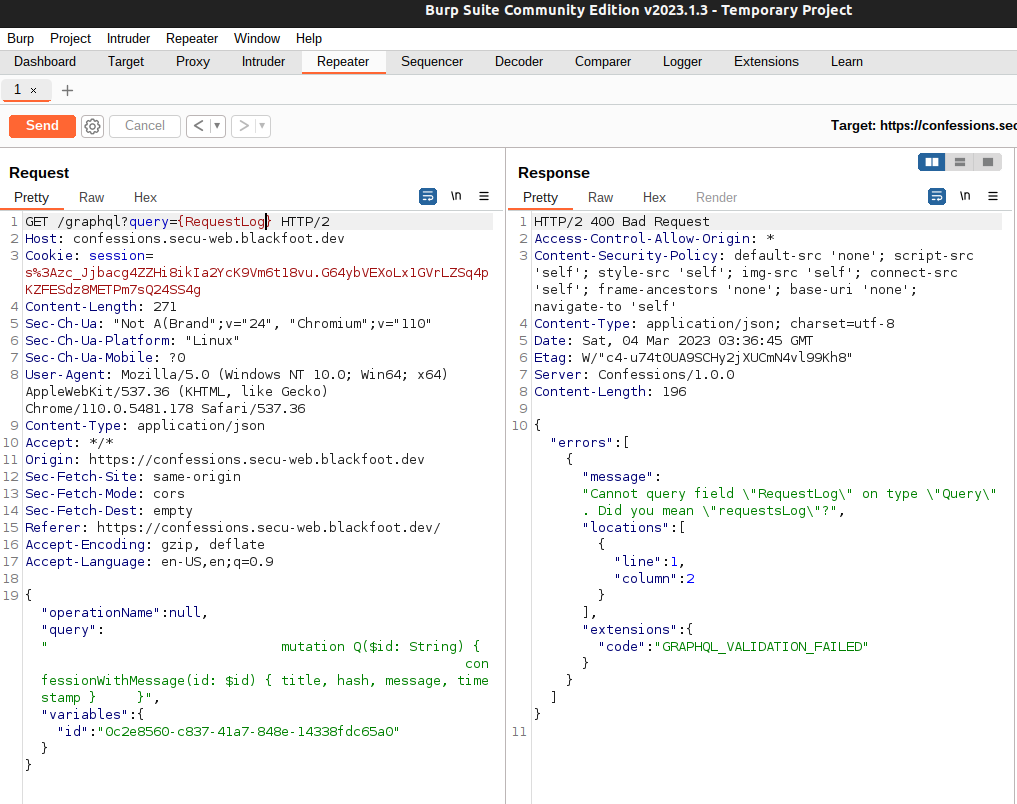 Burp Suite Community Edition v2023.1.3 - Temporary Project
Burp Project Intruder Repeater Window Help
Dashboard Target Proxy Intruder Repeater Sequencer Decoder Comparer Logger Extensions Learn
1 × +
Send Cancel < ▼ > ▼ Target: https://confessions.sec
Request
Pretty Raw Hex \n
1 GET /graphql?query={RequestLog} HTTP/2
2 Host: confessions.secu-web.blackfoot.dev
3 Cookie: session=
s%3Azc_Jjbacg4ZZHi8ikIa2YcK9Vm6t18vu.G64ybVEXoLx1GVrLZSq4p
KZFESdz8METPm7sQ24SS4g
4 Content-Length: 271
5 Sec-Ch-Ua: "Not A(Brand";v="24", "Chromium";v="110"
6 Sec-Ch-Ua-Platform: "Linux"
7 Sec-Ch-Ua-Mobile: ?0
8 User-Agent: Mozilla/5.0 (Windows NT 10.0; Win64; x64)
AppleWebKit/537.36 (KHTML, like Gecko)
Chrome/110.0.5481.178 Safari/537.36
9 Content-Type: application/json
10 Accept: */*
11 Origin: https://confessions.secu-web.blackfoot.dev
12 Sec-Fetch-Site: same-origin
13 Sec-Fetch-Mode: cors
14 Sec-Fetch-Dest: empty
15 Referer: https://confessions.secu-web.blackfoot.dev/
16 Accept-Encoding: gzip, deflate
17 Accept-Language: en-US,en;q=0.9
18
19 {
"operationName":null,
"query":
" mutation Q($id: String) {
con
fessionWithMessage(id: $id) { title, hash, message, time
stamp } }",
"variables":{
"id":"0c2e8560-c837-41a7-848e-14338fdc65a0"
}
}
Response
Pretty Raw Hex Render \n
1 HTTP/2 400 Bad Request
2 Access-Control-Allow-Origin: *
3 Content-Security-Policy: default-src 'none'; script-src
'self'; style-src 'self'; img-src 'self'; connect-src
'self'; frame-ancestors 'none'; base-uri 'none';
navigate-to 'self'
4 Content-Type: application/json; charset=utf-8
5 Date: Sat, 04 Mar 2023 03:36:45 GMT
6 Etag: W/"c4-u74t0UA9SCHy2jXUCmN4vl99Kh8"
7 Server: Confessions/1.0.0
8 Content-Length: 196
9
10 {
"errors":[
{
"message":
"Cannot query field \"RequestLog\" on type \"Query\"
. Did you mean \"requestsLog\"?",
"locations":[
{
"line":1,
"column":2
}
],
"extensions":{
"code":"GRAPHQL_VALIDATION_FAILED"
}
}
]
}
11